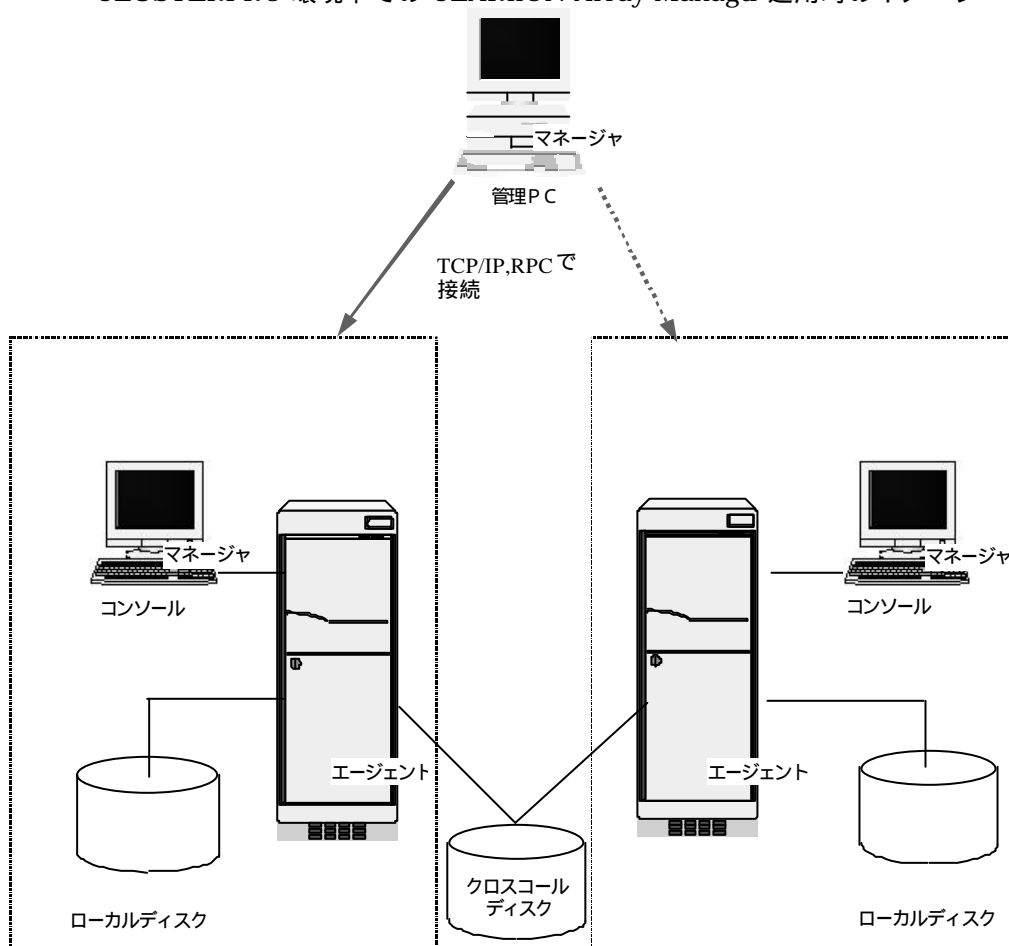 マネージャ
管理PC
TCP/IP,RPCで
接続
マネージャ
コンソール
マネージャ
コンソール
エージェント
エージェント
クロスコール
ディスク
ローカルディスク
ローカルディスク